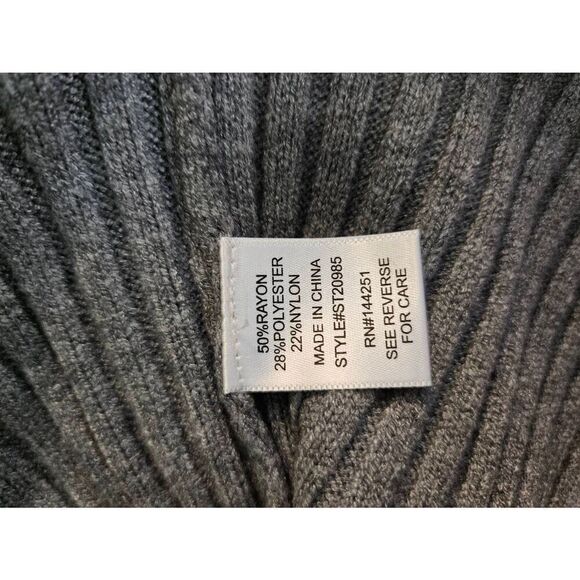 50%RAYON
28%POLYESTER
22%NYLON
MADE IN CHINA
STYLE#ST20985
RN#144251
SEE REVERSE
FOR CARE